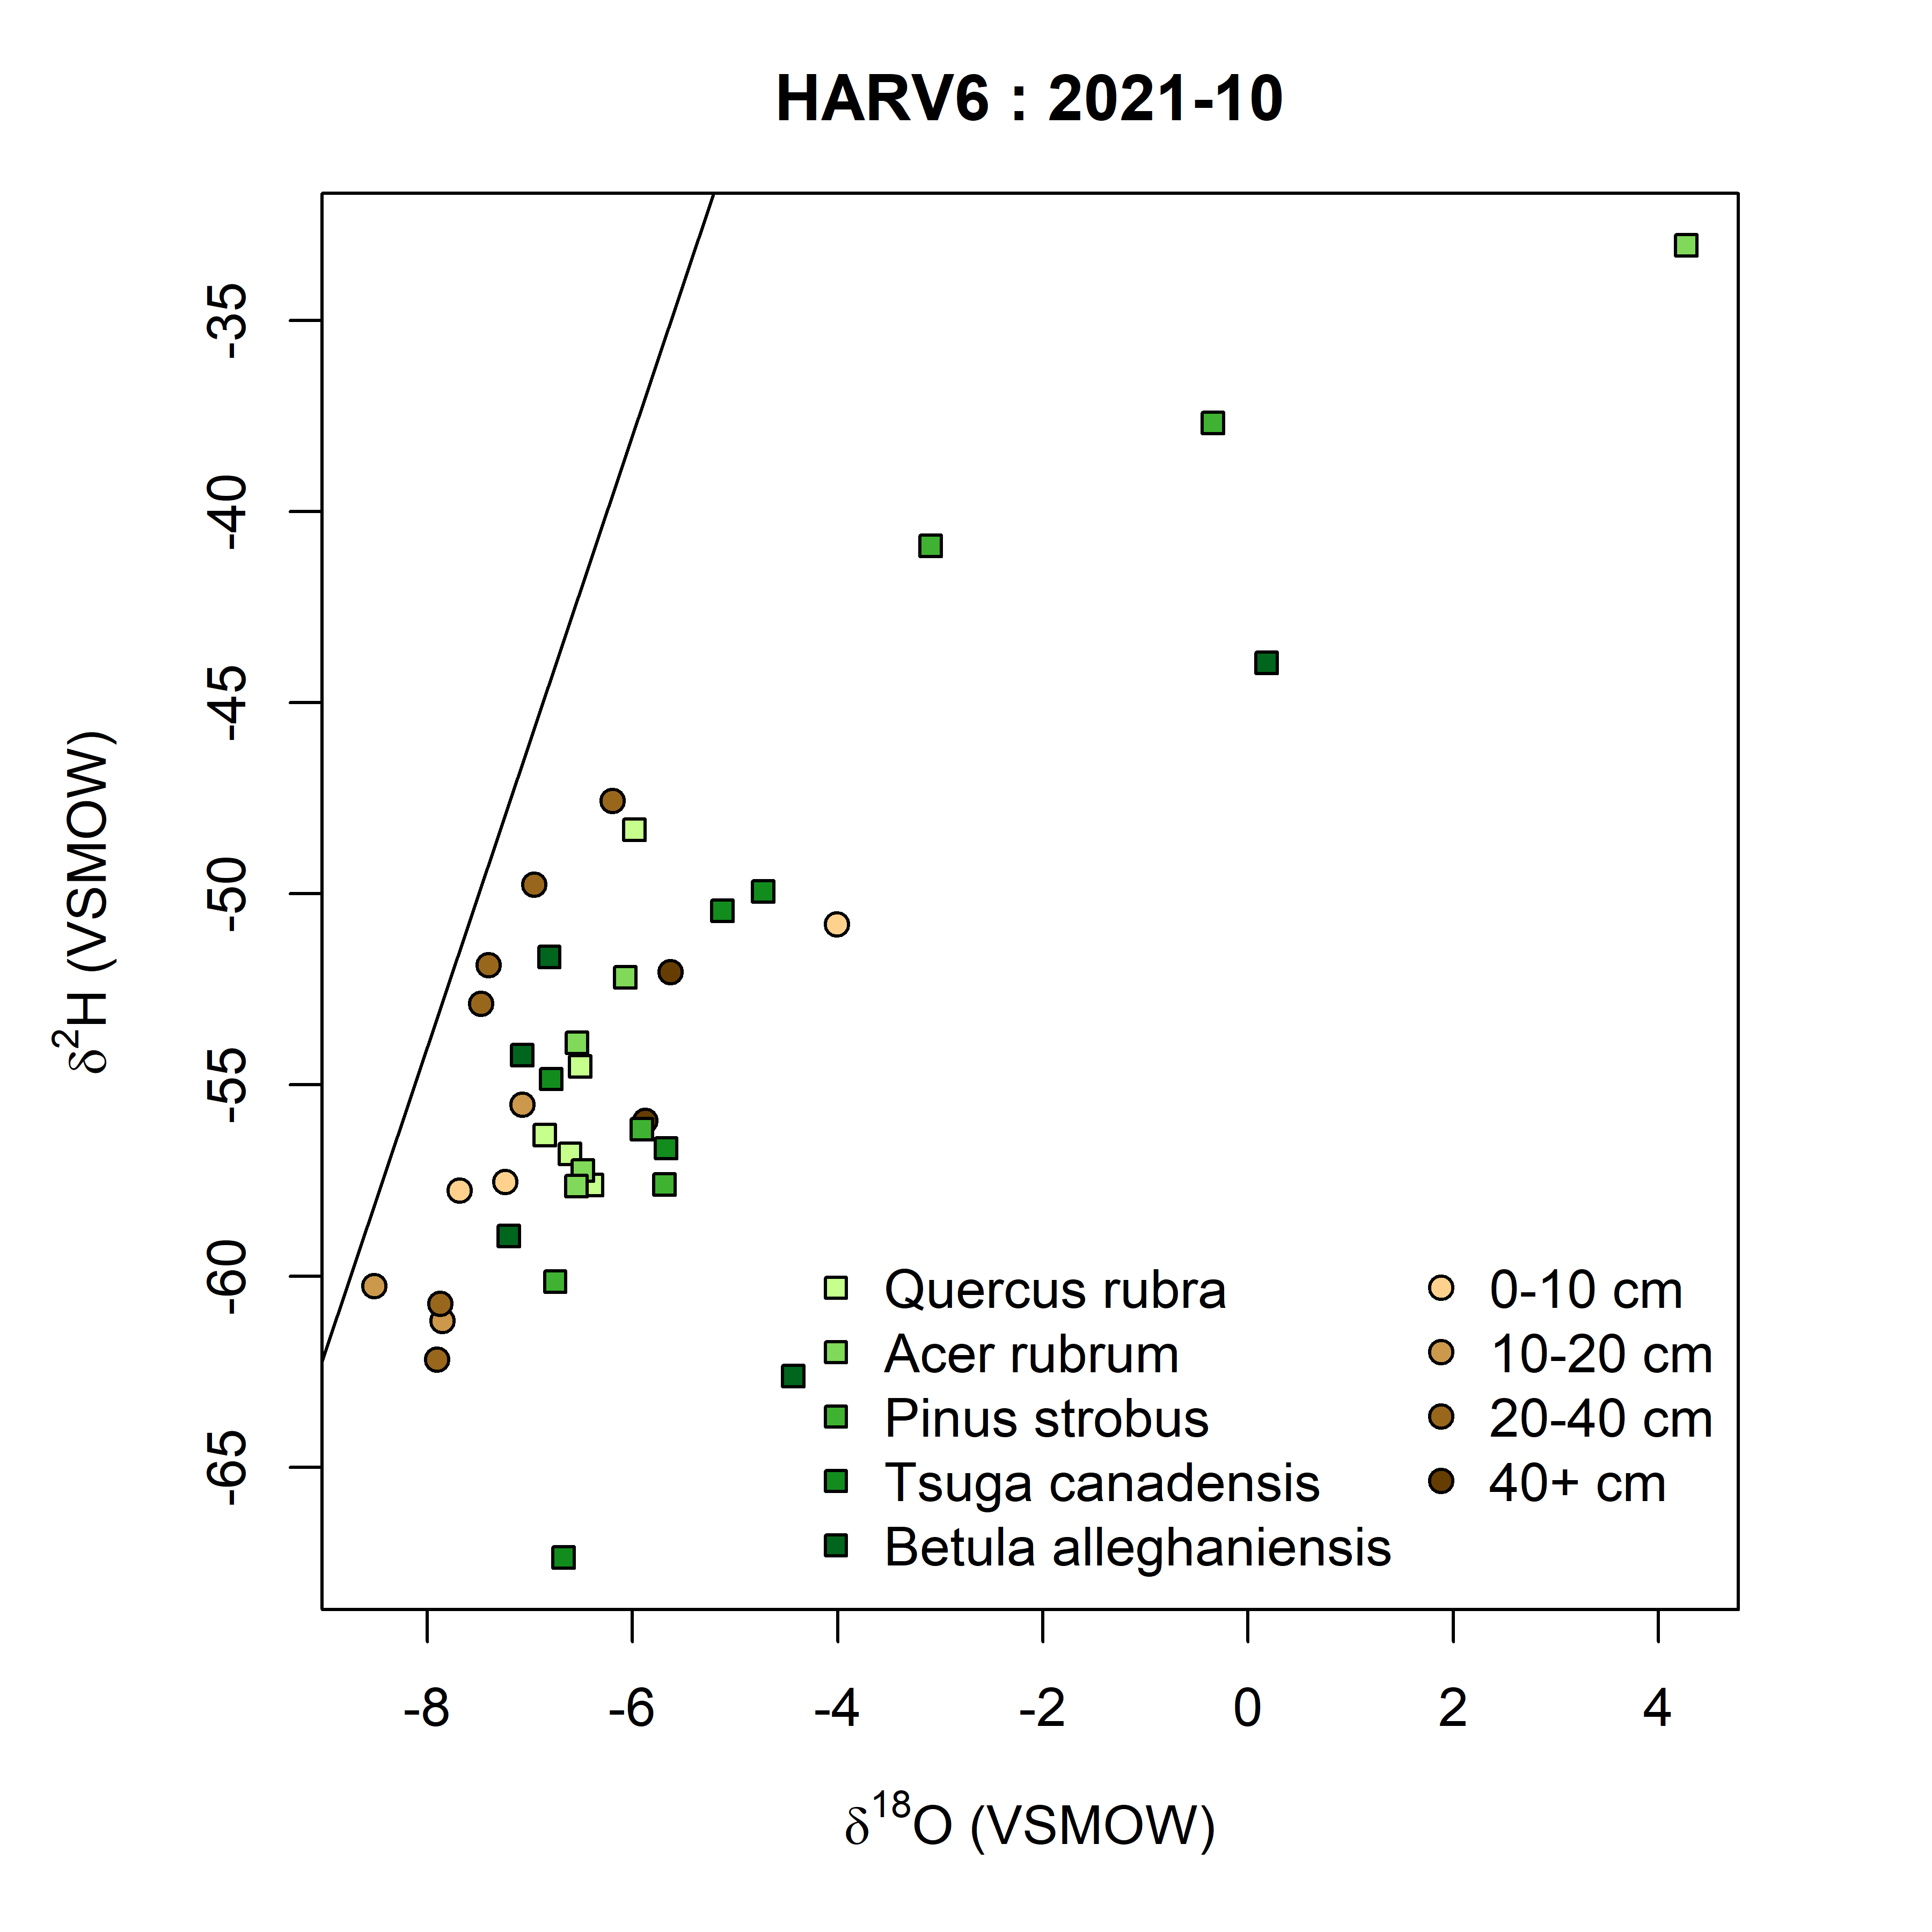 HARV6 : 2021-10
-35
-40
-45
-50
-55
-60
-65
δ2H (VSMOW)
Quercus rubra
Acer rubrum
Pinus strobus
Tsuga canadensis
Betula alleghaniensis
0-10 cm
10-20 cm
20-40 cm
40+ cm
-8 -6 -4 -2 0 2 4
δ18O (VSMOW)